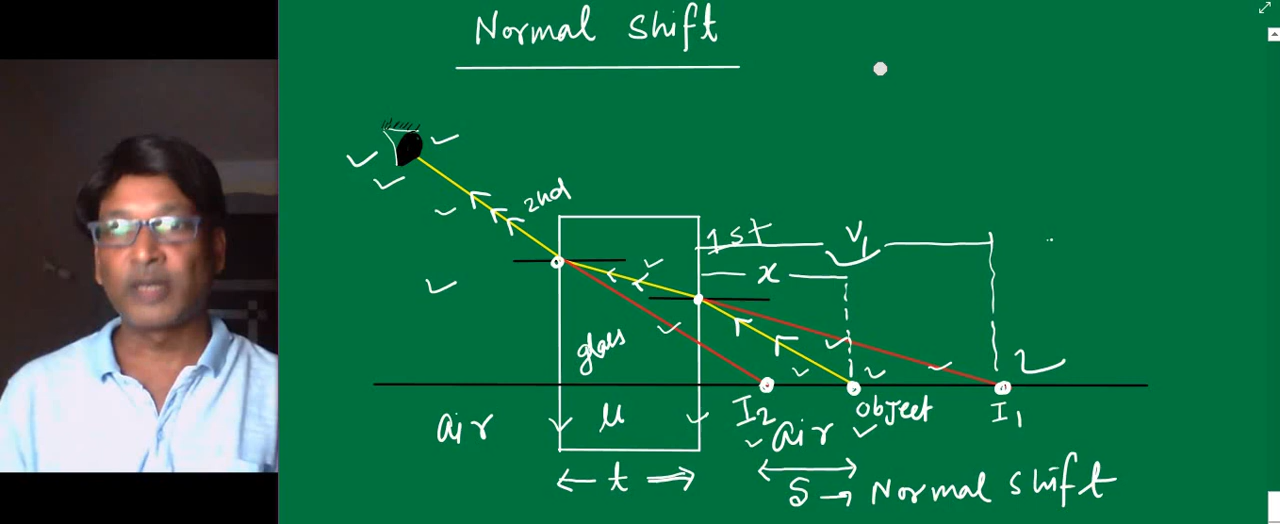 Normal Shift
2nd
1st
V1
x
glass
I2
object
I1
air
μ
air
t
S → Normal Shift